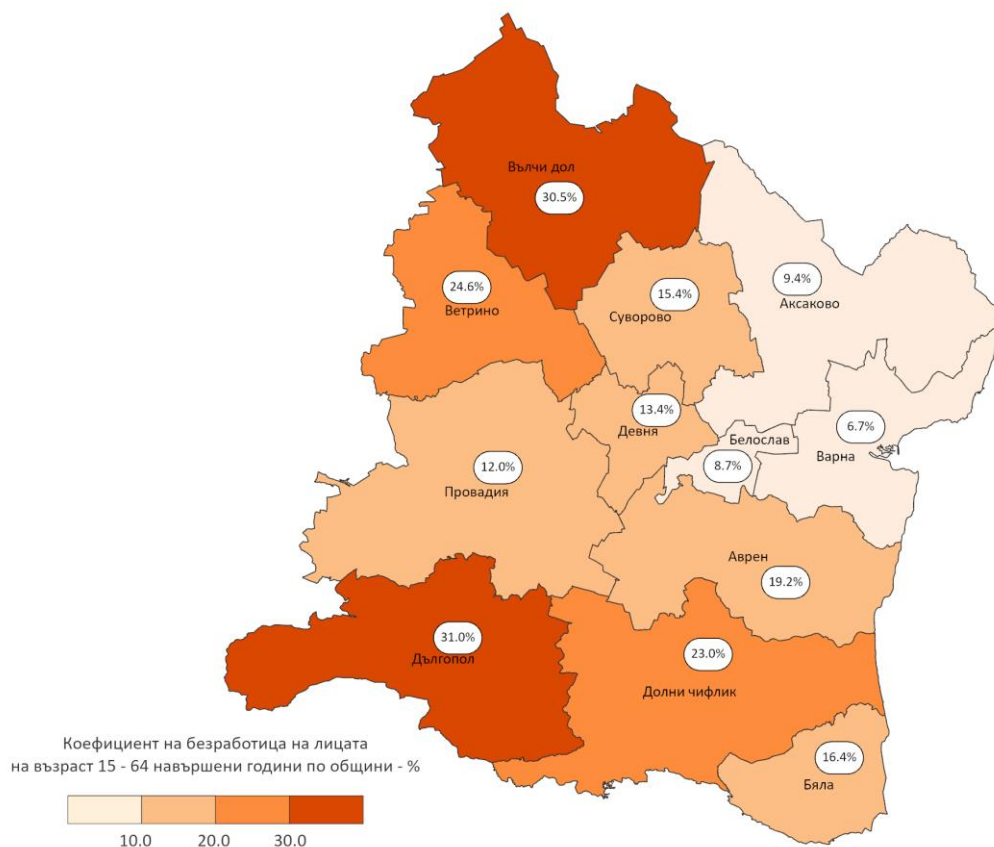 Вълчи дол
30.5%
9.4%
Аксаково
24.6%
Ветрино
15.4%
Суворово
13.4%
Девня
Белослав
8.7%
6.7%
Варна
12.0%
Провадия
Аврен
19.2%
31.0%
Дългопол
23.0%
Долни чифлик
16.4%
Бяла
Коефициент на безработица на лицата
на възраст 15 - 64 навършени години по общини - %
10.0 20.0 30.0